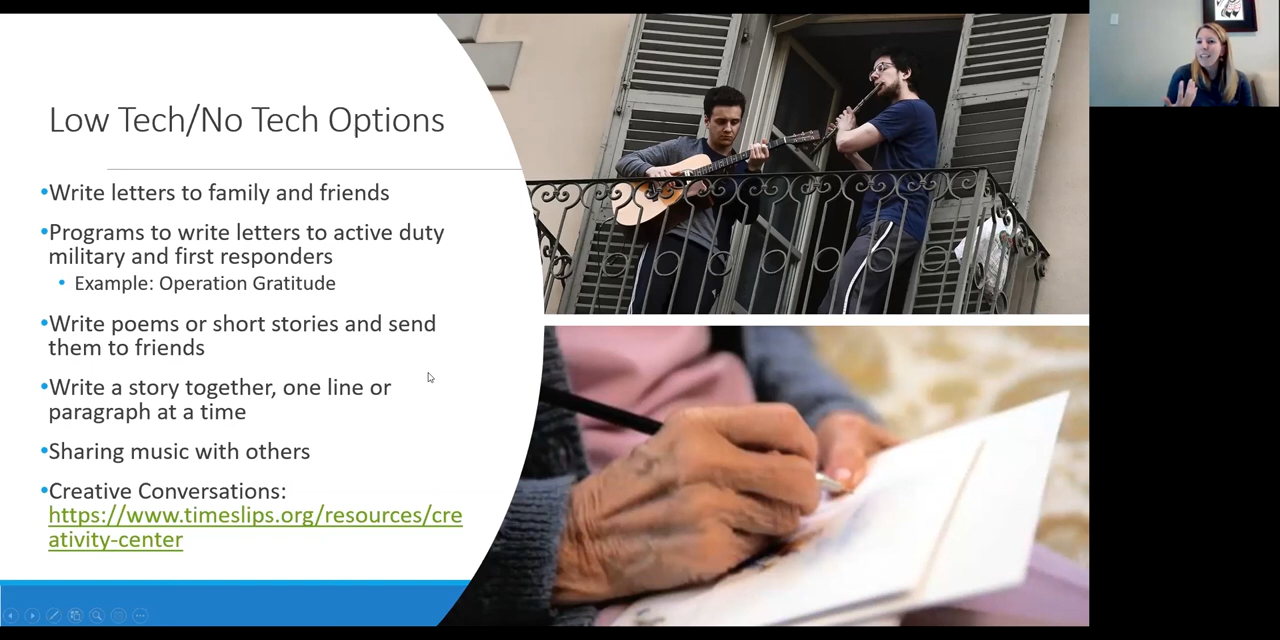 Low Tech/No Tech Options
•Write letters to family and friends
•Programs to write letters to active duty
military and first responders
• Example: Operation Gratitude
•Write poems or short stories and send
them to friends
•Write a story together, one line or
paragraph at a time
•Sharing music with others
•Creative Conversations:
https://www.timeslips.org/resources/cre
ativity-center